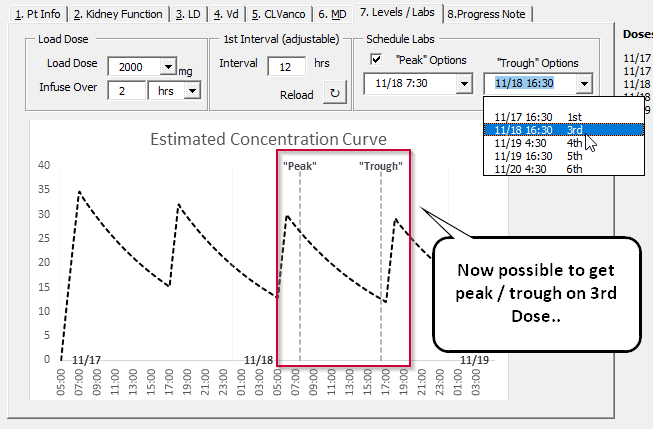 1. Pt Info
2. Kidney Function
3. LD
4. Vd
5. CLVanco
6. MD
7. Levels / Labs
8.Progress Note
Load Dose
Load Dose 2000 mg
Infuse Over 2 hrs
1st Interval (adjustable)
Interval 12 hrs
Reload
Schedule Labs
"Peak" Options
11/18 7:30
"Trough" Options
11/18 16:30
11/17 16:30 1st
11/18 16:30 3rd
11/19 4:30 4th
11/19 16:30 5th
11/20 4:30 6th
Doses
11/17
11/17
11/18
Estimated Concentration Curve
40
35
30
25
20
15
10
5
0
"Peak"
"Trough"
11/17
11/18
11/19
05:00
07:00
11:00
13:00
15:00
17:00
19:00
21:00
23:00
01:00
03:00
05:00
07:00
11:00
13:00
15:00
17:00
19:00
21:00
23:00
01:00
03:00
Now possible to get
peak / trough on 3rd
Dose..